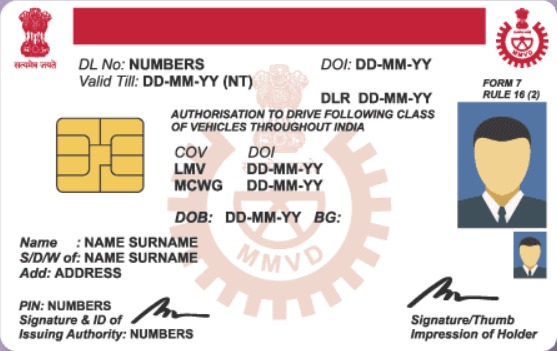 सत्यमेव जयते
DL No: NUMBERS DOI: DD-MM-YY
Valid Till: DD-MM-YY (NT)
DLR DD-MM-YY
FORM 7
RULE 16 (2)
AUTHORISATION TO DRIVE FOLLOWING CLASS
OF VEHICLES THROUGHOUT INDIA
COV DOI
LMV DD-MM-YY
MCWG DD-MM-YY
DOB: DD-MM-YY BG:
MMVD
Name : NAME SURNAME
S/D/W of: NAME SURNAME
Add: ADDRESS
PIN: NUMBERS
Signature & ID of
Issuing Authority: NUMBERS
Signature/Thumb
Impression of Holder
MMVD